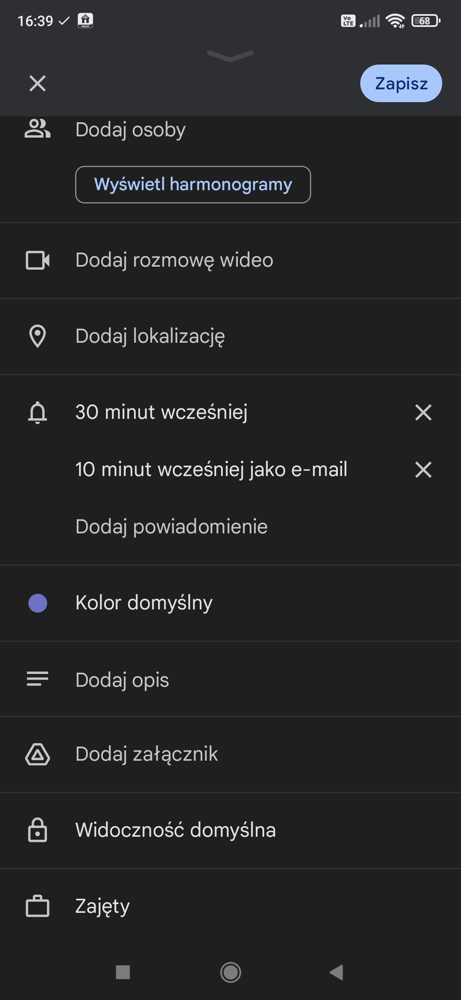 16:39
PHILIPS
Vo
LTE
68
Zapisz
Dodaj osoby
Wyświetl harmonogramy
Dodaj rozmowę wideo
Dodaj lokalizację
30 minut wcześniej
10 minut wcześniej jako e-mail
Dodaj powiadomienie
Kolor domyślny
Dodaj opis
Dodaj załącznik
Widoczność domyślna
Zajęty